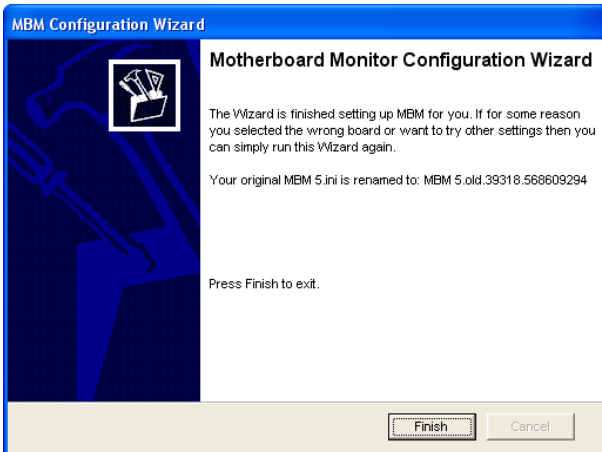 MBM Configuration Wizard
Motherboard Monitor Configuration Wizard
The Wizard is finished setting up MBM for you. If for some reason
you selected the wrong board or want to try other settings then you
can simply run this Wizard again.
Your original MBM 5.ini is renamed to: MBM 5.old.39318.568609294
Press Finish to exit.
Finish
Cancel